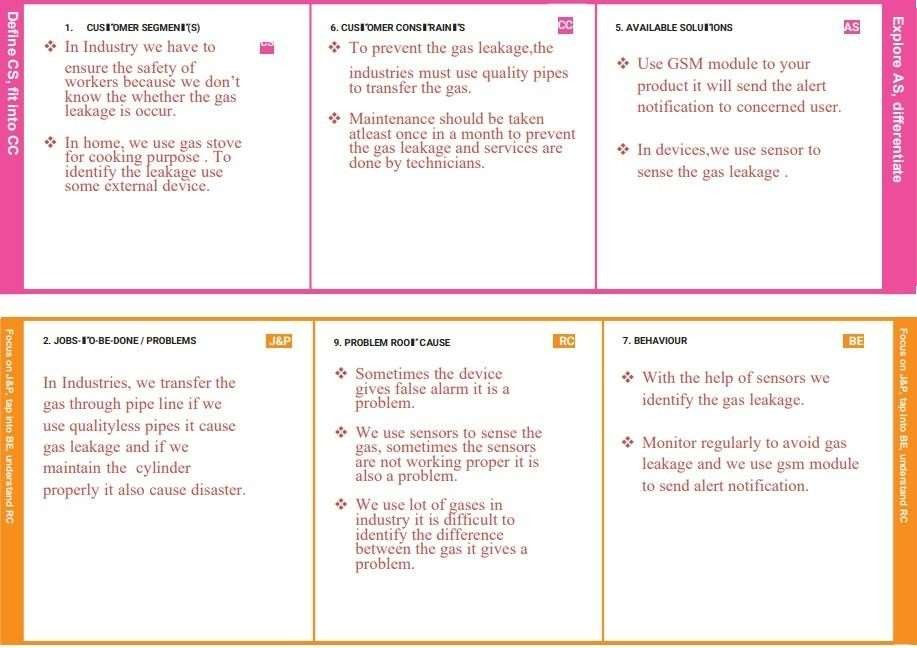 Define CS, fit into CC
1. CUSTOMER SEGMENT(S)
CS
❖ In Industry we have to
ensure the safety of
workers because we don't
know the whether the gas
leakage is occur.
❖ In home, we use gas stove
for cooking purpose . To
identify the leakage use
some external device.
6. CUSTOMER CONSTRAINTS
CC
❖ To prevent the gas leakage,the
industries must use quality pipes
to transfer the gas.
❖ Maintenance should be taken
atleast once in a month to prevent
the gas leakage and services are
done by technicians.
5. AVAILABLE SOLUTIONS
AS
❖ Use GSM module to your
product it will send the alert
notification to concerned user.
❖ In devices,we use sensor to
sense the gas leakage .
Explore AS, differentiate
Focus on J&P, tap into BE, understand RC
2. JOBS-TO-BE-DONE / PROBLEMS
J&P
In Industries, we transfer the
gas through pipe line if we
use qualityless pipes it cause
gas leakage and if we
maintain the cylinder
properly it also cause disaster.
9. PROBLEM ROOT CAUSE
RC
❖ Sometimes the device
gives false alarm it is a
problem.
❖ We use sensors to sense the
gas, sometimes the sensors
are not working proper it is
also a problem.
❖ We use lot of gases in
industry it is difficult to
identify the difference
between the gas it gives a
problem.
7. BEHAVIOUR
BE
❖ With the help of sensors we
identify the gas leakage.
❖ Monitor regularly to avoid gas
leakage and we use gsm module
to send alert notification.
Focus on J&P, tap into BE, understand RC